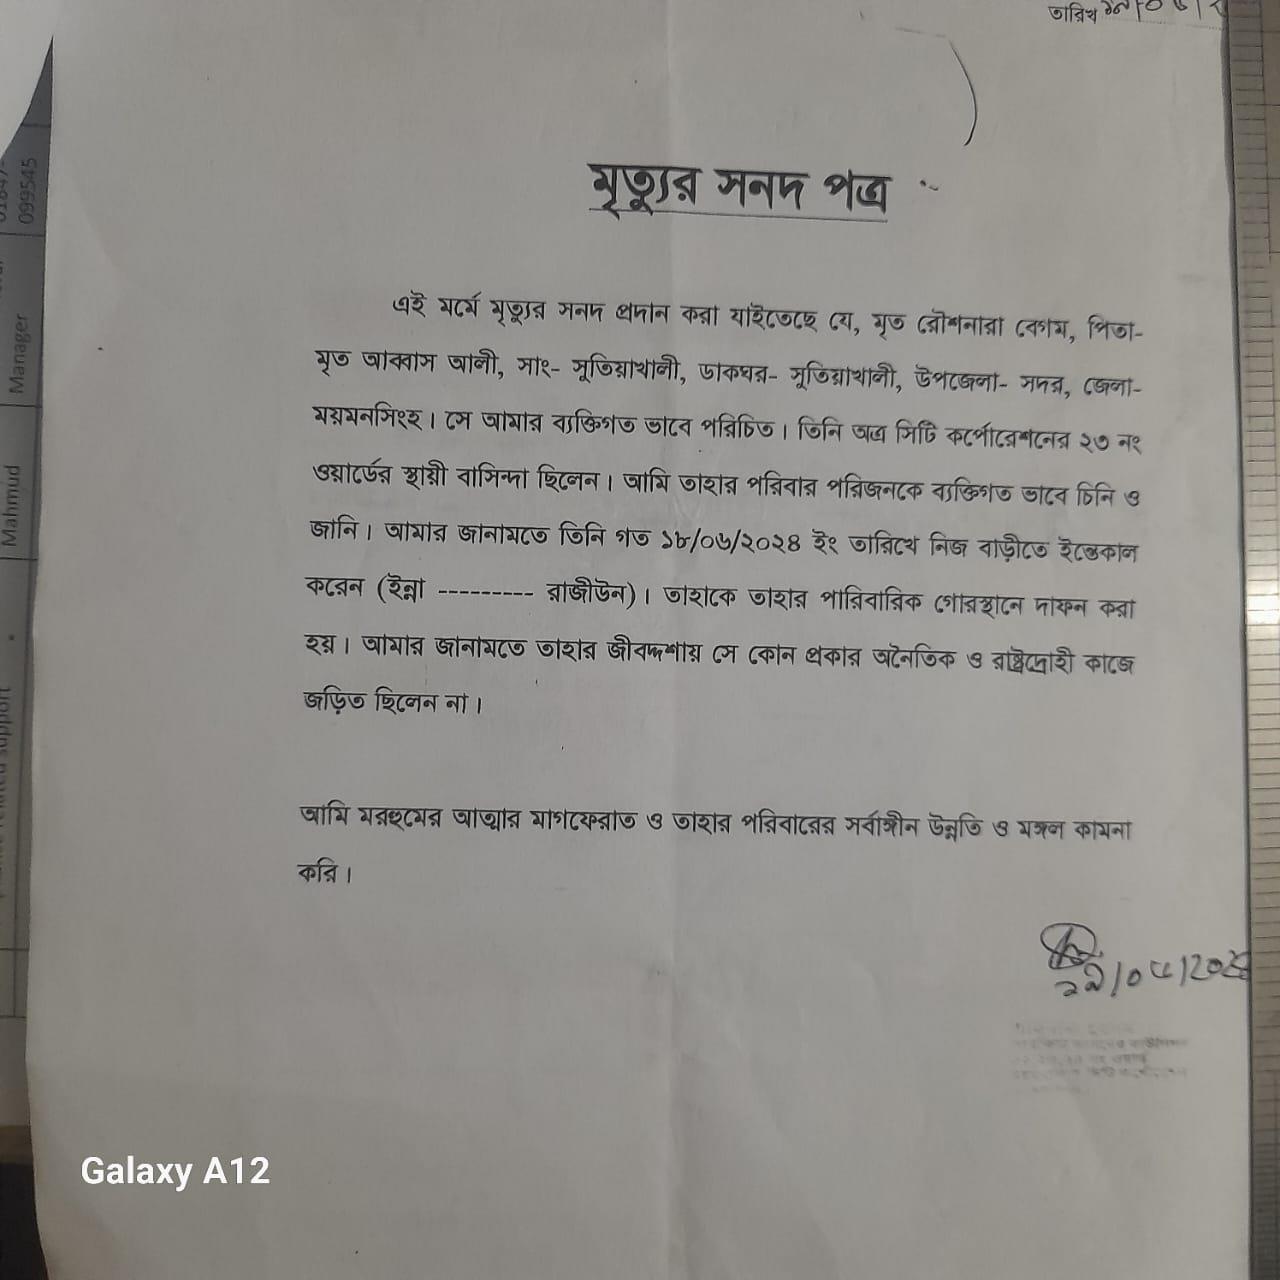 তারিখ
099545
Manager
Mahmud
support
মৃত্যুর সনদ পত্র
এই মর্মে মৃত্যুর সনদ প্রদান করা যাইতেছে যে, মৃত রৌশনারা বেগম, পিতা-
মৃত আব্বাস আলী, সাং- সুতিয়াখালী, ডাকঘর- সুতিয়াখালী, উপজেলা- সদর, জেলা-
ময়মনসিংহ। সে আমার ব্যক্তিগত ভাবে পরিচিত। তিনি অত্র সিটি কর্পোরেশনের ২৩ নং
ওয়ার্ডের স্থায়ী বাসিন্দা ছিলেন। আমি তাহার পরিবার পরিজনকে ব্যক্তিগত ভাবে চিনি ও
জানি। আমার জানামতে তিনি গত ১৮/০৬/২০২৪ ইং তারিখে নিজ বাড়ীতে ইন্তেকাল
করেন (ইন্না --------- রাজীউন)। তাহাকে তাহার পারিবারিক গোরস্থানে দাফন করা
হয়। আমার জানামতে তাহার জীবদ্দশায় সে কোন প্রকার অনৈতিক ও রাষ্ট্রদ্রোহী কাজে
জড়িত ছিলেন না।
আমি মরহুমের আত্মার মাগফেরাত ও তাহার পরিবারের সর্বাঙ্গীন উন্নতি ও মঙ্গল কামনা
করি।
Galaxy A12